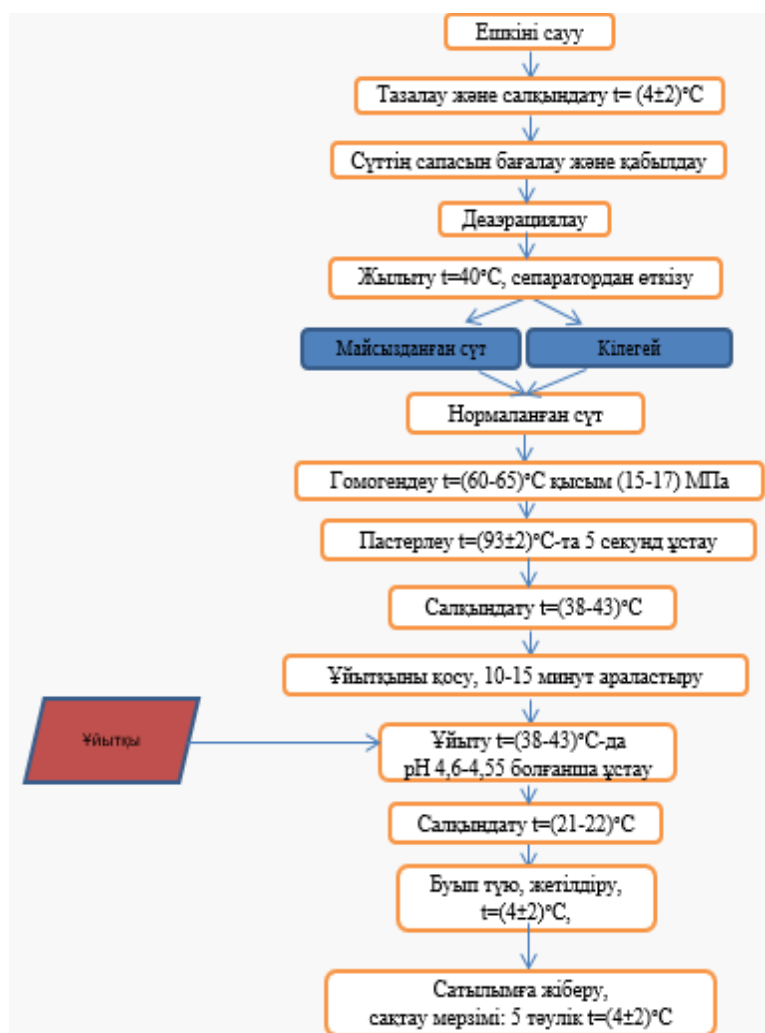 Ешкіні сауу
Тазалау және салқындату t= (4±2)°С
Сүттің сапасын бағалау және қабылдау
Деаэрациялау
Жылыту t=40°С, сепаратордан өткізу
Майсызданған сүт
Кілегей
Нормаланған сүт
Гомогендеу t=(60-65)°С қысым (15-17) МПа
Пастерлеу t=(93±2)°С-та 5 секунд ұстау
Салқындату t=(38-43)°С
Ұйытқыны қосу, 10-15 минут араластыру
Ұйытқы
Ұйыту t=(38-43)°С-да
рН 4,6-4,55 болғанша ұстау
Салқындату t=(21-22)°С
Буып түю, жетілдіру,
t=(4±2)°С,
Сатылымға жіберу,
сақтау мерзімі: 5 тәулік t=(4±2)°С